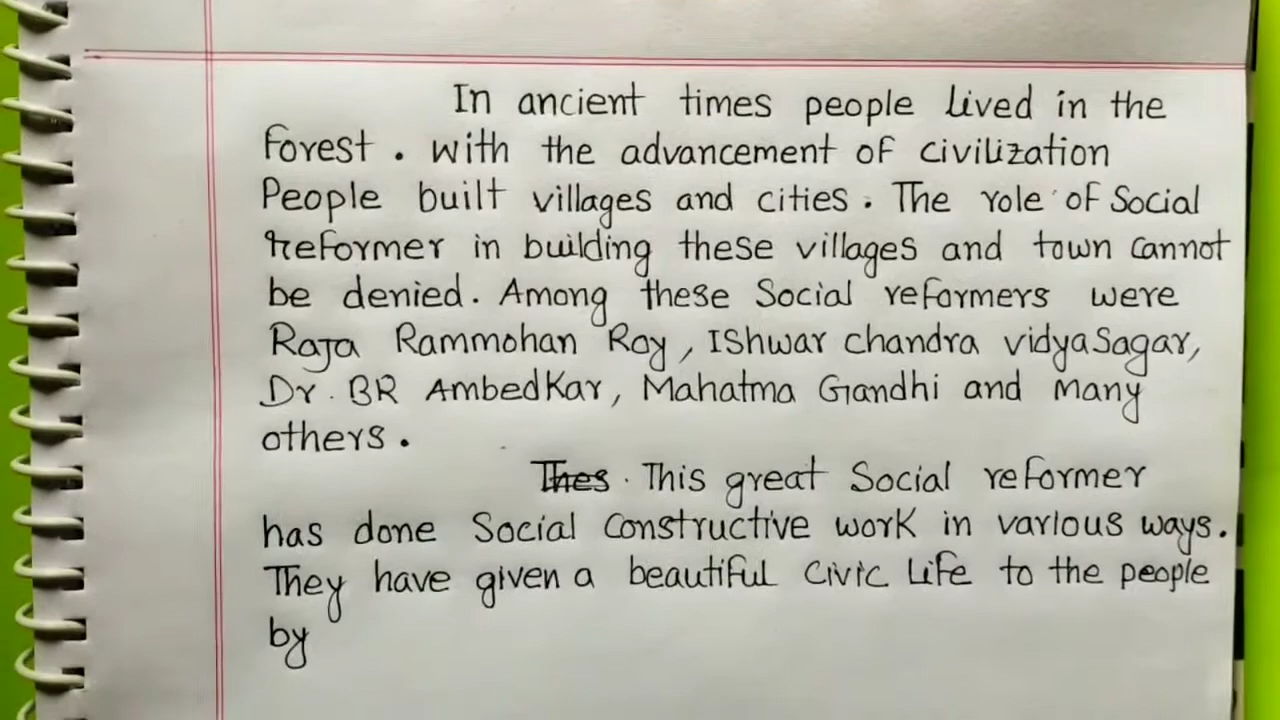 In ancient times people lived in the
forest. with the advancement of civilization
People built villages and cities. The role of Social
reformer in building these villages and town cannot
be denied. Among these Social reformers were
Raja Rammohan Roy, IShwar chandra vidyaSagar,
Dr. BR Ambedkar, Mahatma Gandhi and many
others.
Thes. This great Social reformer
has done Social Constructive work in various ways.
They have given a beautiful civic Life to the people
by